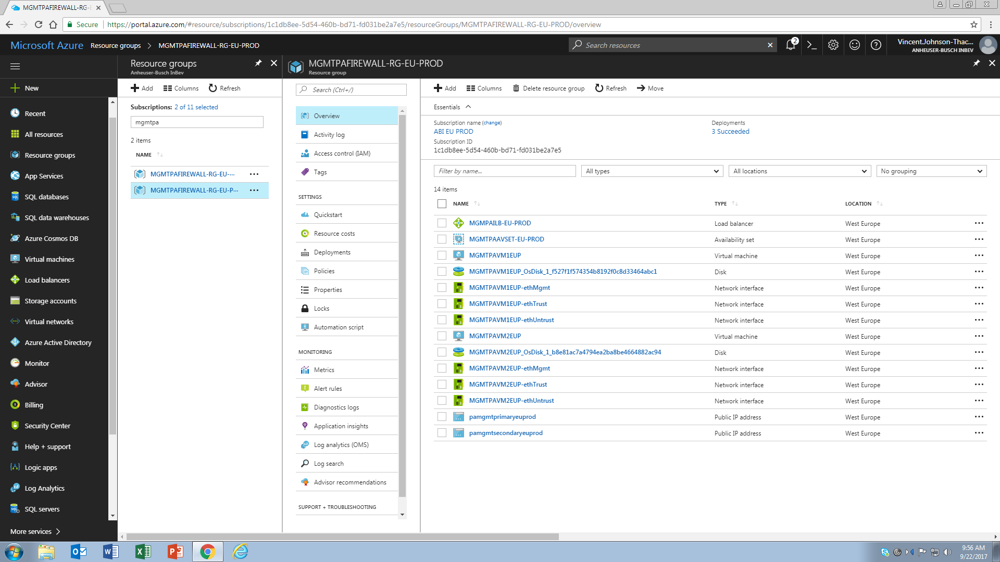 MGMTPAFIREWALL-RG-E
Secure
https://portal.azure.com/#resource/subscriptions/1c1db8ee-5d54-460b-bd71-fd031be2a7e5/resourceGroups/MGMTPAFIREWALL-RG-EU-PROD/overview
Microsoft Azure
Resource groups
MGMTPAFIREWALL-RG-EU-PROD
Search resources
2
VincentJohnson-Thac...
ANHEUSER-BUSCH INBEV
New
Recent
All resources
Resource groups
App Services
SQL databases
SQL data warehouses
Azure Cosmos DB
Virtual machines
Load balancers
Storage accounts
Virtual networks
Azure Active Directory
Monitor
Advisor
Billing
Security Center
Help + support
Logic apps
Log Analytics
SQL servers
More services
Resource groups
Anheuser-Busch InBev
Add
Columns
Refresh
Subscriptions: 2 of 11 selected
mgmtpa
2 items
NAME
MGMTPAFIREWALL-RG-EU-...
MGMTPAFIREWALL-RG-EU-P...
MGMTPAFIREWALL-RG-EU-PROD
Resource group
Search (Ctrl+/)
Overview
Activity log
Access control (IAM)
Tags
SETTINGS
Quickstart
Resource costs
Deployments
Policies
Properties
Locks
Automation script
MONITORING
Metrics
Alert rules
Diagnostics logs
Application insights
Log analytics (OMS)
Log search
Advisor recommendations
SUPPORT + TROUBLESHOOTING
Add
Columns
Delete resource group
Refresh
Move
Essentials
Subscription name (change)
ABI EU PROD
Subscription ID
1c1db8ee-5d54-460b-bd71-fd031be2a7e5
Deployments
3 Succeeded
Filter by name...
All types
All locations
No grouping
14 items
NAME TYPE LOCATION
MGMPAILB-EU-PROD Load balancer West Europe
MGMTPAAVSET-EU-PROD Availability set West Europe
MGMTPAVM1EUP Virtual machine West Europe
MGMTPAVM1EUP_OsDisk_1_f527f1f574354b8192f0c8d33464abc1 Disk West Europe
MGMTPAVM1EUP-ethMgmt Network interface West Europe
MGMTPAVM1EUP-ethTrust Network interface West Europe
MGMTPAVM1EUP-ethUntrust Network interface West Europe
MGMTPAVM2EUP Virtual machine West Europe
MGMTPAVM2EUP_OsDisk_1_b8e81ac7a4794ea2ba8be4664882ac94 Disk West Europe
MGMTPAVM2EUP-ethMgmt Network interface West Europe
MGMTPAVM2EUP-ethTrust Network interface West Europe
MGMTPAVM2EUP-ethUntrust Network interface West Europe
pamgmtprimaryeuprod Public IP address West Europe
pamgmtsecondaryeuprod Public IP address West Europe
9:56 AM
9/22/2017